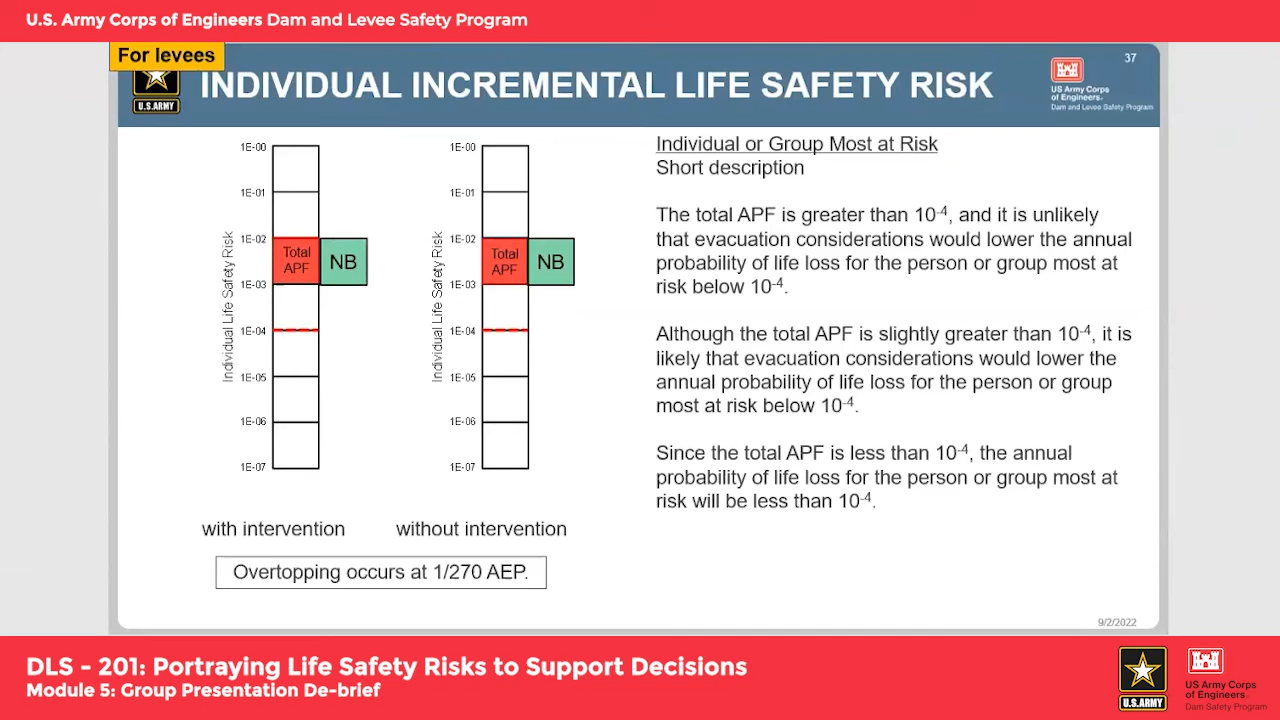 U.S. Army Corps of Engineers Dam and Levee Safety Program
For levees
U.S.ARMY
INDIVIDUAL INCREMENTAL LIFE SAFETY RISK
US Army Corps
of Engineers®
Dam and Levee Safety Program
37
Individual Life Safety Risk
1E-00
1E-01
1E-02
1E-03
1E-04
1E-05
1E-06
1E-07
Total
APF
NB
with intervention
Individual Life Safety Risk
1E-00
1E-01
1E-02
1E-03
1E-04
1E-05
1E-06
1E-07
Total
APF
NB
without intervention
Overtopping occurs at 1/270 AEP.
Individual or Group Most at Risk
Short description
The total APF is greater than 10⁻⁴, and it is unlikely
that evacuation considerations would lower the annual
probability of life loss for the person or group most at
risk below 10⁻⁴.
Although the total APF is slightly greater than 10⁻⁴, it is
likely that evacuation considerations would lower the
annual probability of life loss for the person or group
most at risk below 10⁻⁴.
Since the total APF is less than 10⁻⁴, the annual
probability of life loss for the person or group most at
risk will be less than 10⁻⁴.
9/2/2022
DLS - 201: Portraying Life Safety Risks to Support Decisions
Module 5: Group Presentation De-brief
U.S.ARMY
US Army Corps
of Engineers®
Dam Safety Program